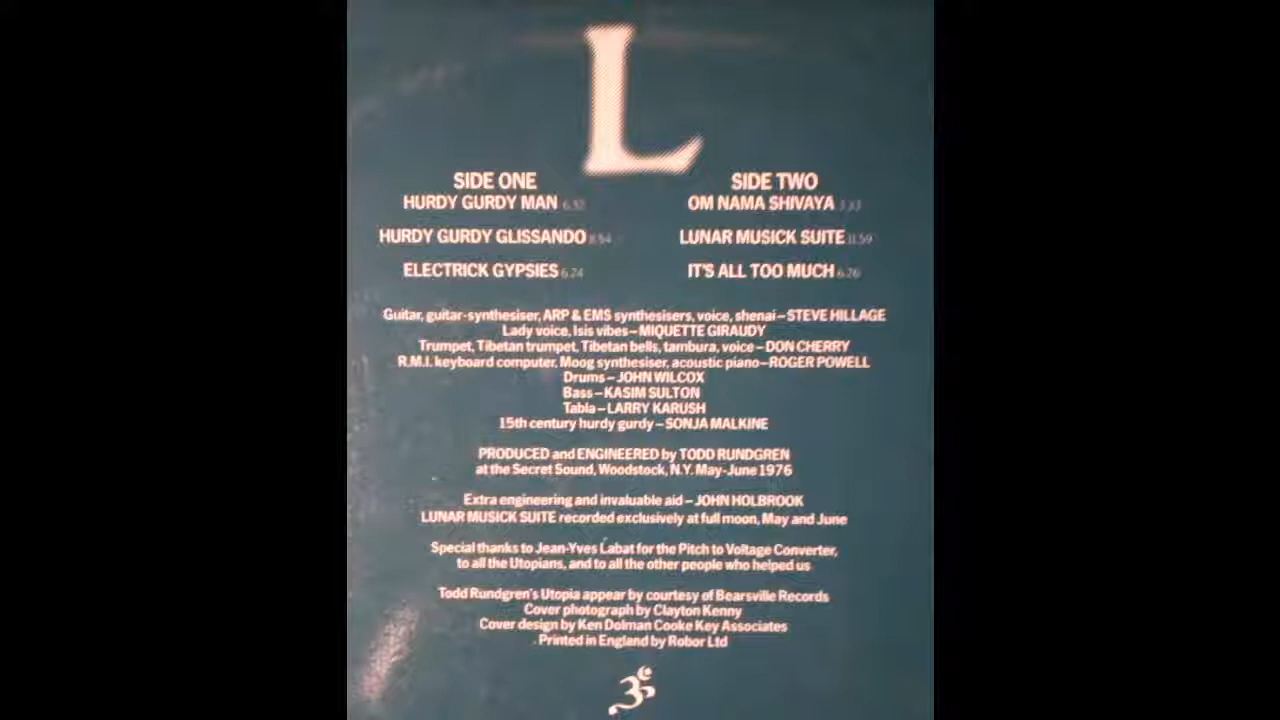 L
SIDE ONE
HURDY GURDY MAN
HURDY GURDY GLISSANDO 8.54
ELECTRICK GYPSIES 6.24
SIDE TWO
OM NAMA SHIVAYA
LUNAR MUSICK SUITE 11.59
IT'S ALL TOO MUCH 6.26
Guitar, guitar-synthesiser, ARP & EMS synthesisers, voice, shenai – STEVE HILLAGE
Lady voice, Isis vibes – MIQUETTE GIRAUDY
Trumpet, Tibetan trumpet, Tibetan bells, tambura, voice – DON CHERRY
R.M.I. keyboard computer, Moog synthesiser, acoustic piano – ROGER POWELL
Drums – JOHN WILCOX
Bass – KASIM SULTON
Tabla – LARRY KARUSH
15th century hurdy gurdy – SONJA MALKINE
PRODUCED and ENGINEERED by TODD RUNDGREN
at the Secret Sound, Woodstock, N.Y. May-June 1976
Extra engineering and invaluable aid – JOHN HOLBROOK
LUNAR MUSICK SUITE recorded exclusively at full moon, May and June
Special thanks to Jean-Yves Labat for the Pitch to Voltage Converter,
to all the Utopians, and to all the other people who helped us
Todd Rundgren's Utopia appear by courtesy of Bearsville Records
Cover photograph by Clayton Kenny
Cover design by Ken Dolman Cooke Key Associates
Printed in England by Robor Ltd
ॐ